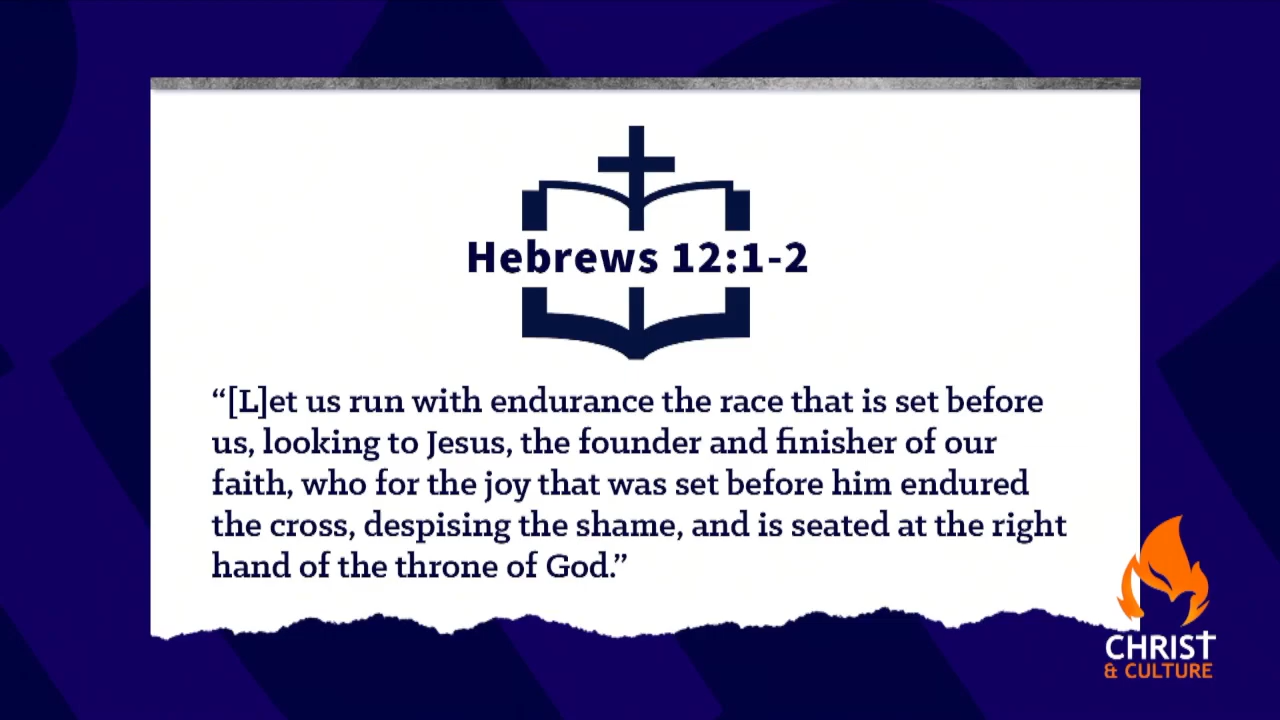 Hebrews 12:1-2
“[L]et us run with endurance the race that is set before
us, looking to Jesus, the founder and finisher of our
faith, who for the joy that was set before him endured
the cross, despising the shame, and is seated at the right
hand of the throne of God.”
CHRIST
& CULTURE